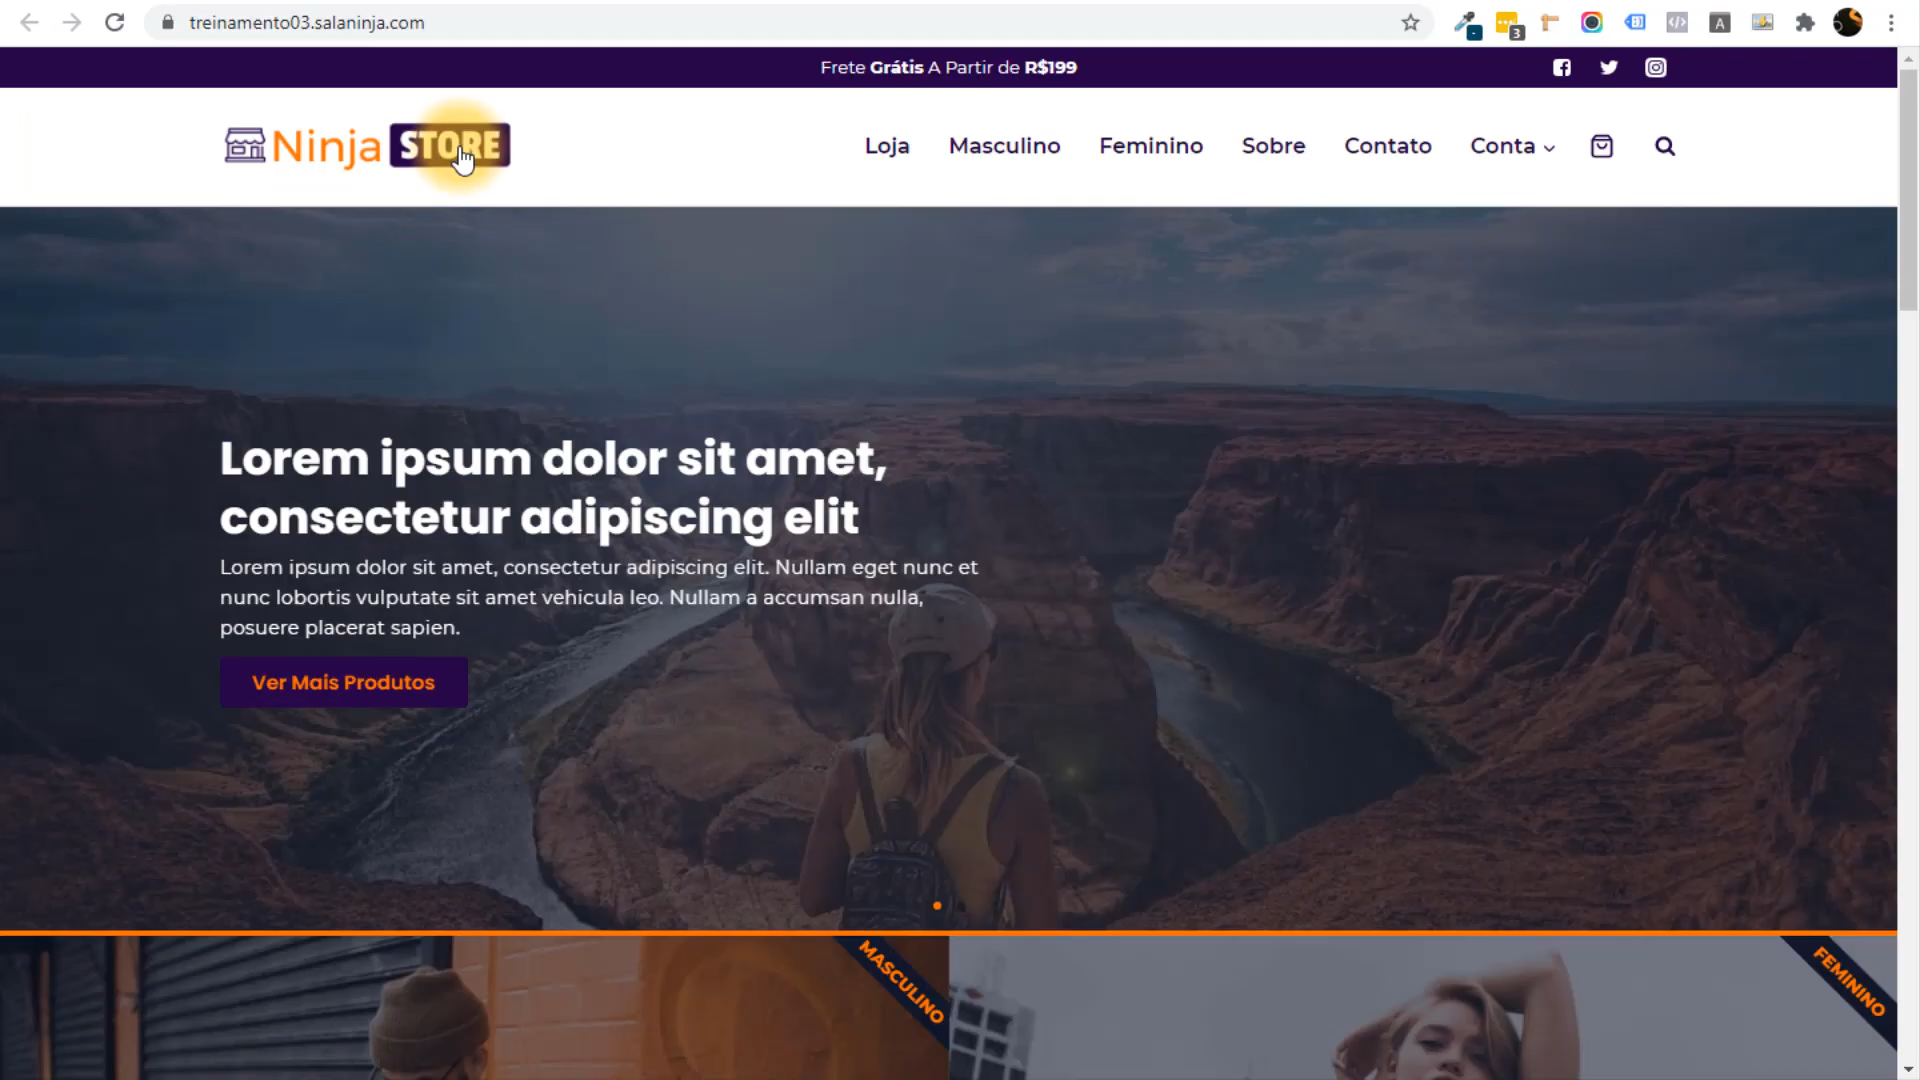 treinamento03.salaninja.com
3
A
Frete Grátis A Partir de R$199
Ninja STORE
Loja Masculino Feminino Sobre Contato Conta
Lorem ipsum dolor sit amet,
consectetur adipiscing elit
Lorem ipsum dolor sit amet, consectetur adipiscing elit. Nullam eget nunc et
nunc lobortis vulputate sit amet vehicula leo. Nullam a accumsan nulla,
posuere placerat sapien.
Ver Mais Produtos
MASCULINO
FEMININO